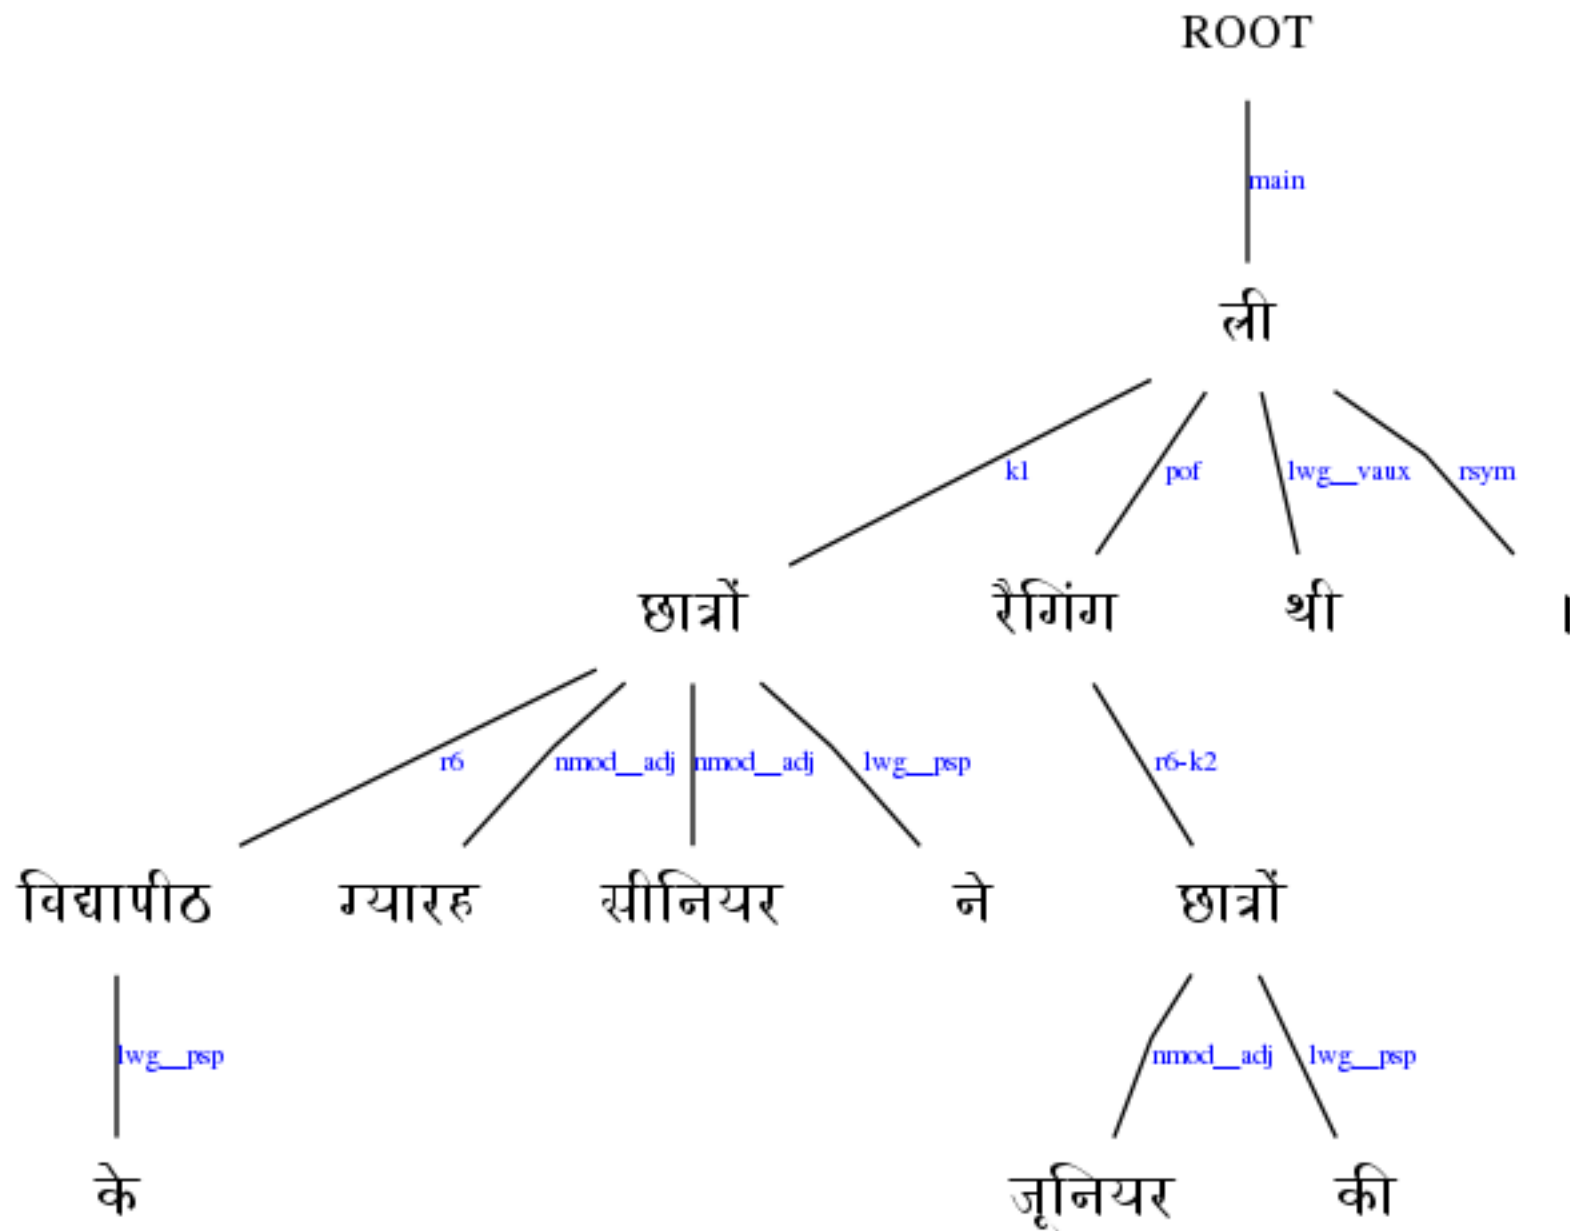 ROOT
main
ली
k1 pof lwg__vaux rsym
छात्रों रैगिंग थी ।
r6 nmod__adj nmod__adj lwg__psp r6-k2
विद्यापीठ ग्यारह सीनियर ने छात्रों
lwg__psp nmod__adj lwg__psp
के जूनियर की